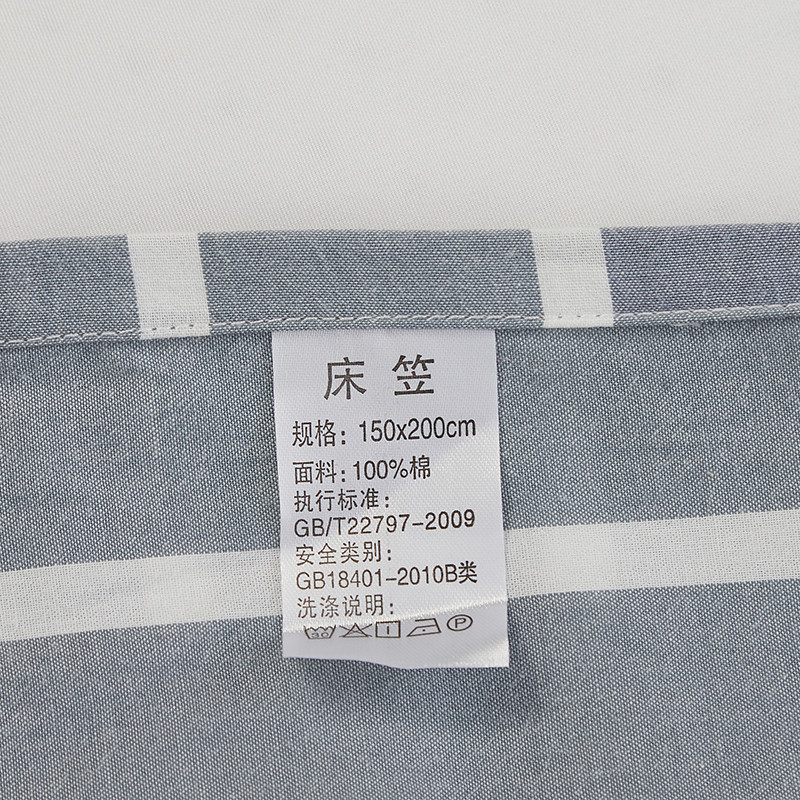 床笠
规格：150x200cm
面料：100%棉
执行标准：
GB/T22797-2009
安全类别：
GB18401-2010B类
洗涤说明：
30 P